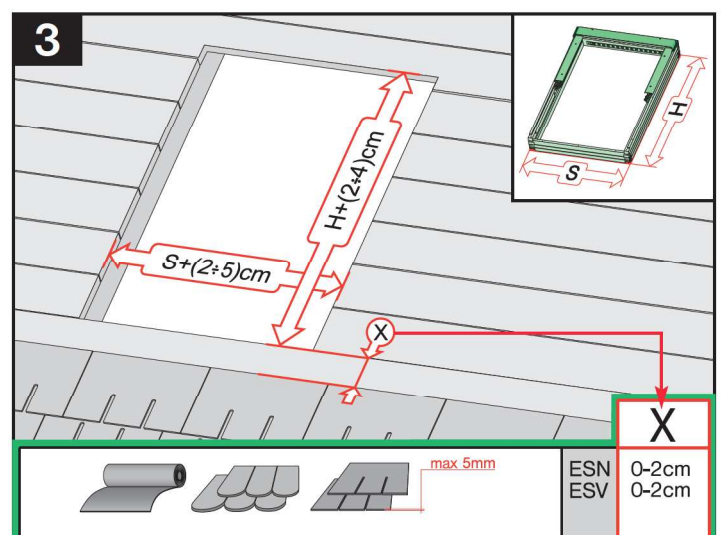 3
H
S
H+(2÷4)cm
S+(2÷5)cm
X
X
max 5mm
ESN 0-2cm
ESV 0-2cm